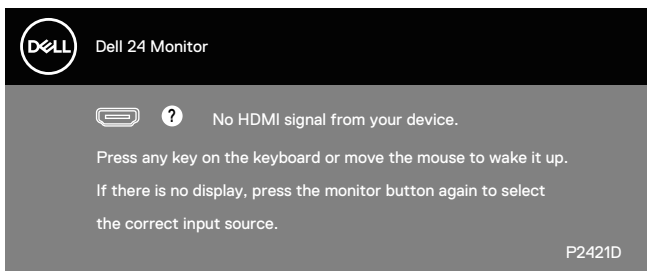 DELL
Dell 24 Monitor
? No HDMI signal from your device.
Press any key on the keyboard or move the mouse to wake it up.
If there is no display, press the monitor button again to select
the correct input source.
P2421D